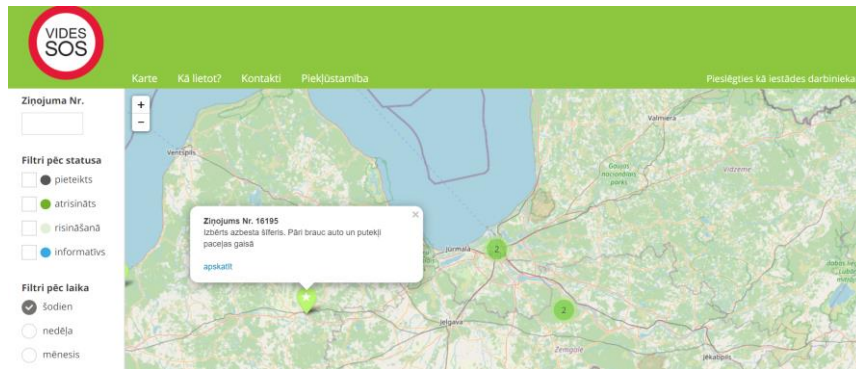 VIDES
SOS
Karte Kā lietot? Kontakti Piekļūstamība
Pieslēgties kā iestādes darbinieka
Ziņojuma Nr.
+
−
Valmiera
Ventspils
Gaujas
nacionālais
parks
Vidzeme
Filtri pēc statusa
pieteikts
atrisināts
risināšanā
informatīvs
Ziņojums Nr. 16195
×
Izbērts azbesta šīferis. Pāri brauc auto un putekļi
paceļas gaisā
apskatīt
Jūrmala
2
2
Filtri pēc laika
šodien
nedēļa
mēnesis
Jelgava
Zemgale
Jēkabpils